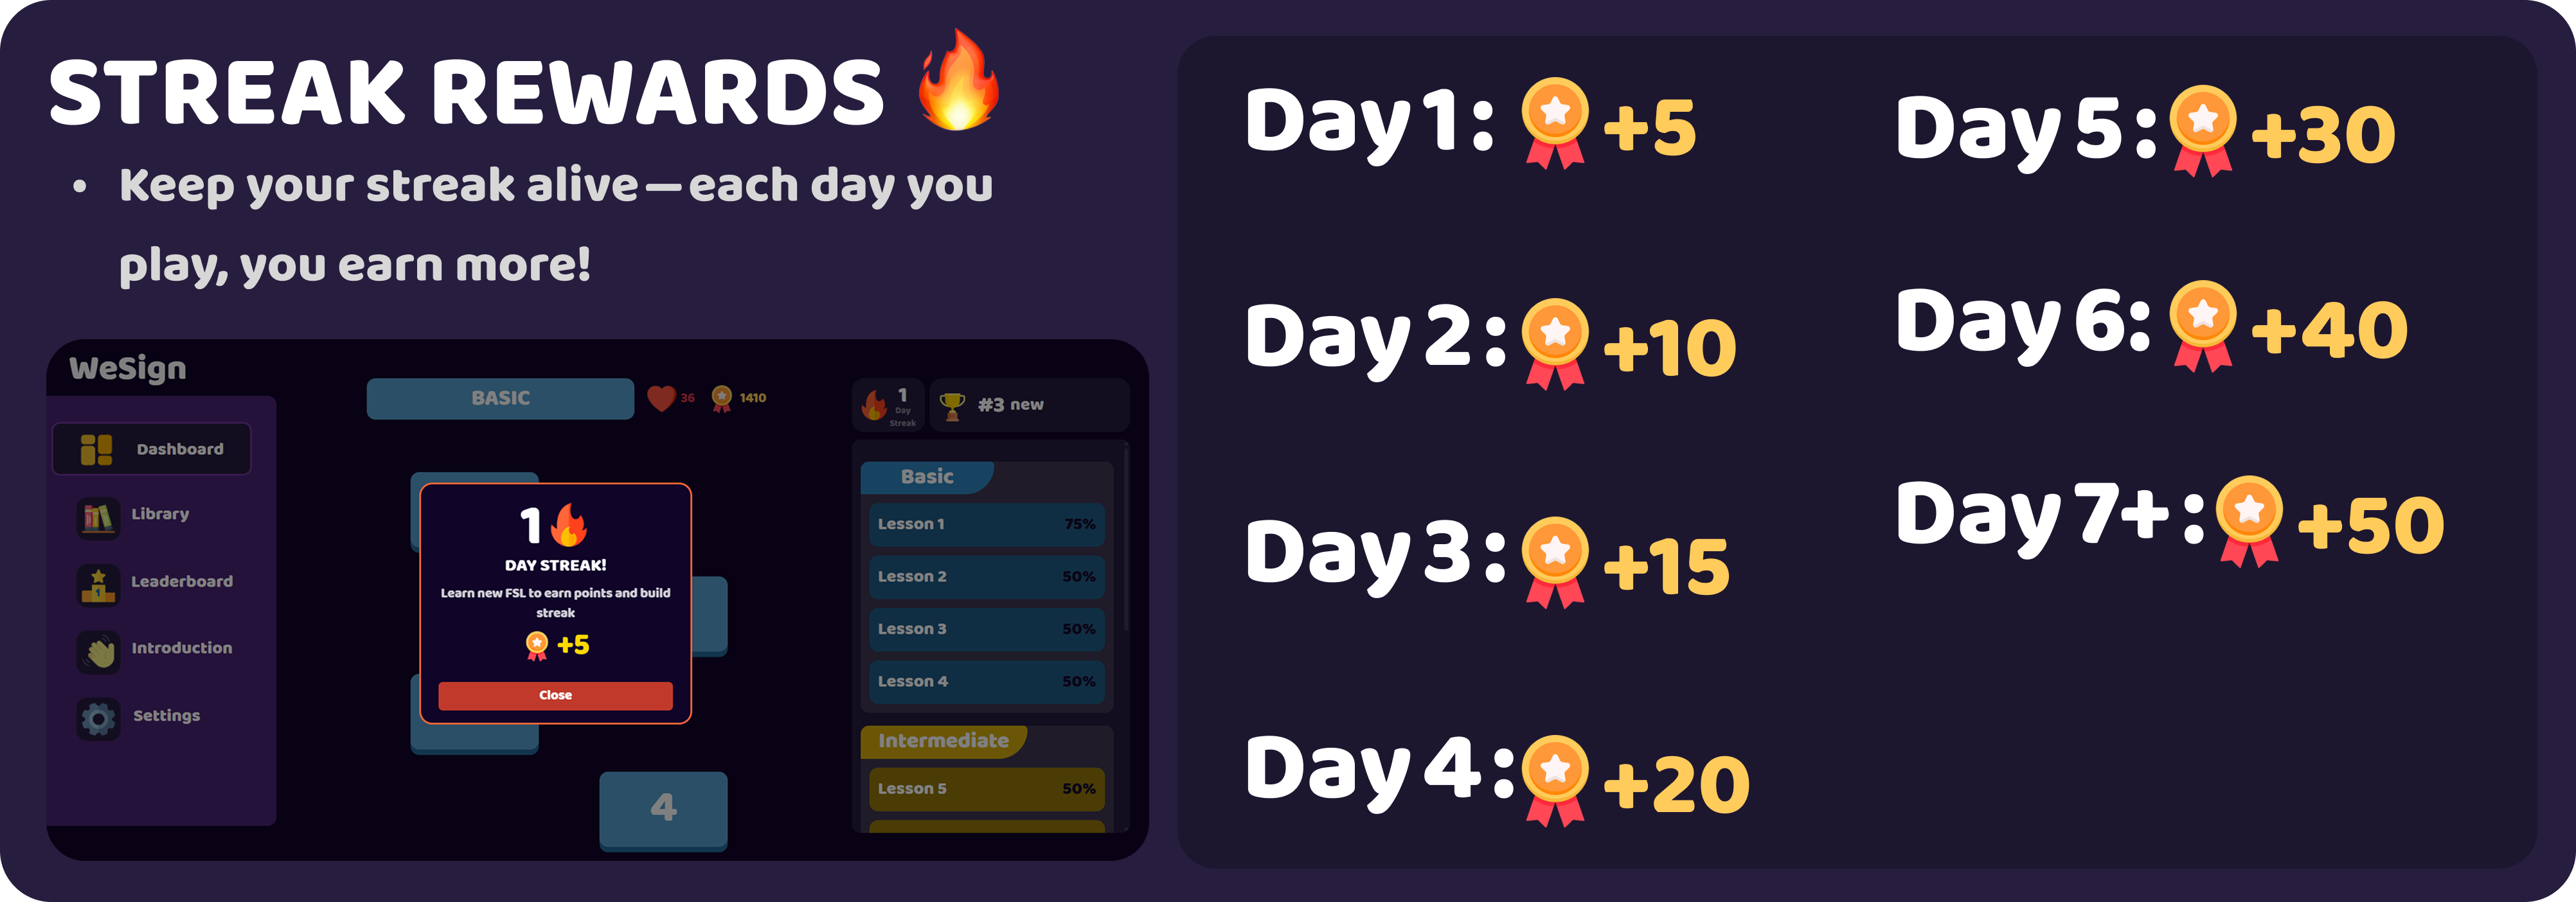 STREAK REWARDS
• Keep your streak alive—each day you
play, you earn more!
WeSign
Dashboard
Library
Leaderboard
1
Introduction
Settings
BASIC
36
1410
1
Day
Streak
#3 new
1
DAY STREAK!
Learn new FSL to earn points and build
streak
+5
Close
4
Basic
Lesson 1 75%
Lesson 2 50%
Lesson 3 50%
Lesson 4 50%
Intermediate
Lesson 5 50%
Day 1: +5
Day 2: +10
Day 3: +15
Day 4: +20
Day 5: +30
Day 6: +40
Day 7+: +50